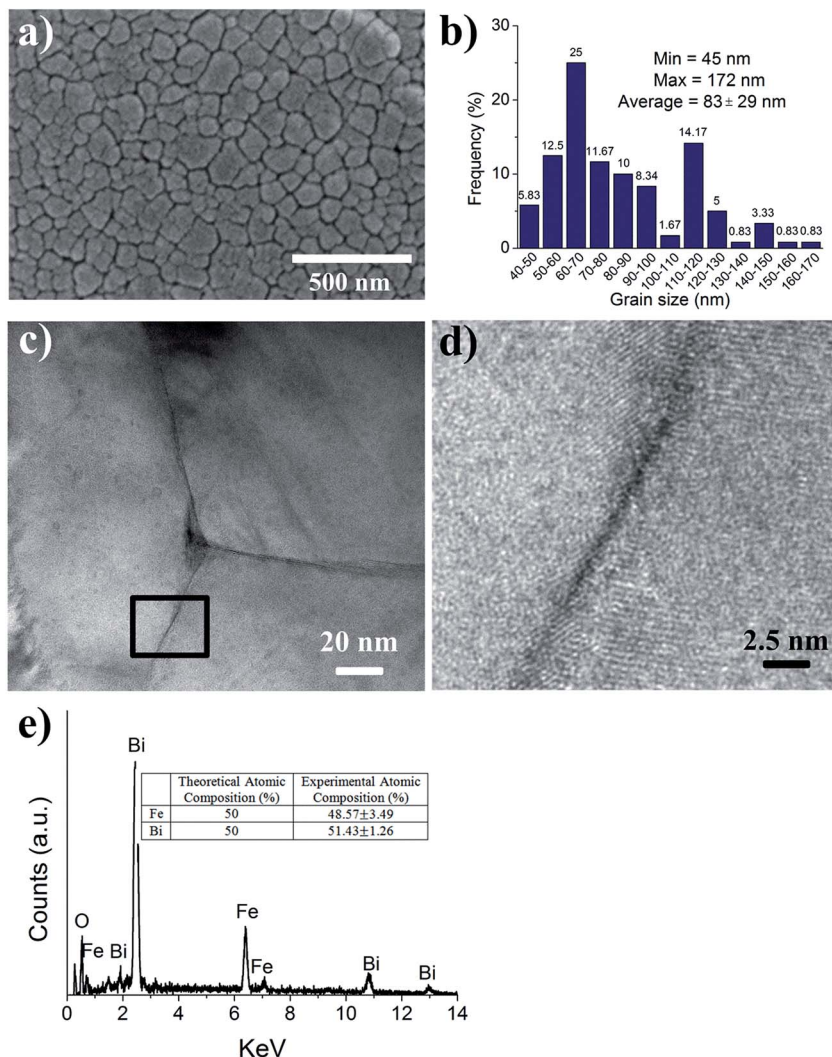 a)
500 nm
b)
30
20
10
0
Frequency (%)
Min = 45 nm
Max = 172 nm
Average = 83± 29 nm
5.83
12.5
25
11.67
10
8.34
1.67
14.17
5
0.83
3.33
0.83
0.83
40-50
50-60
60-70
70-80
80-90
90-100
100-110
110-120
120-130
130-140
140-150
150-160
160-170
Grain size (nm)
c)
20 nm
d)
2.5 nm
e)
Counts (a.u.)
O
Fe
Bi
Bi
Fe
Fe
Bi
Bi
Theoretical Atomic Composition (%)
Experimental Atomic Composition (%)
Fe 50 48.57±3.49
Bi 50 51.43±1.26
0 2 4 6 8 10 12 14
KeV